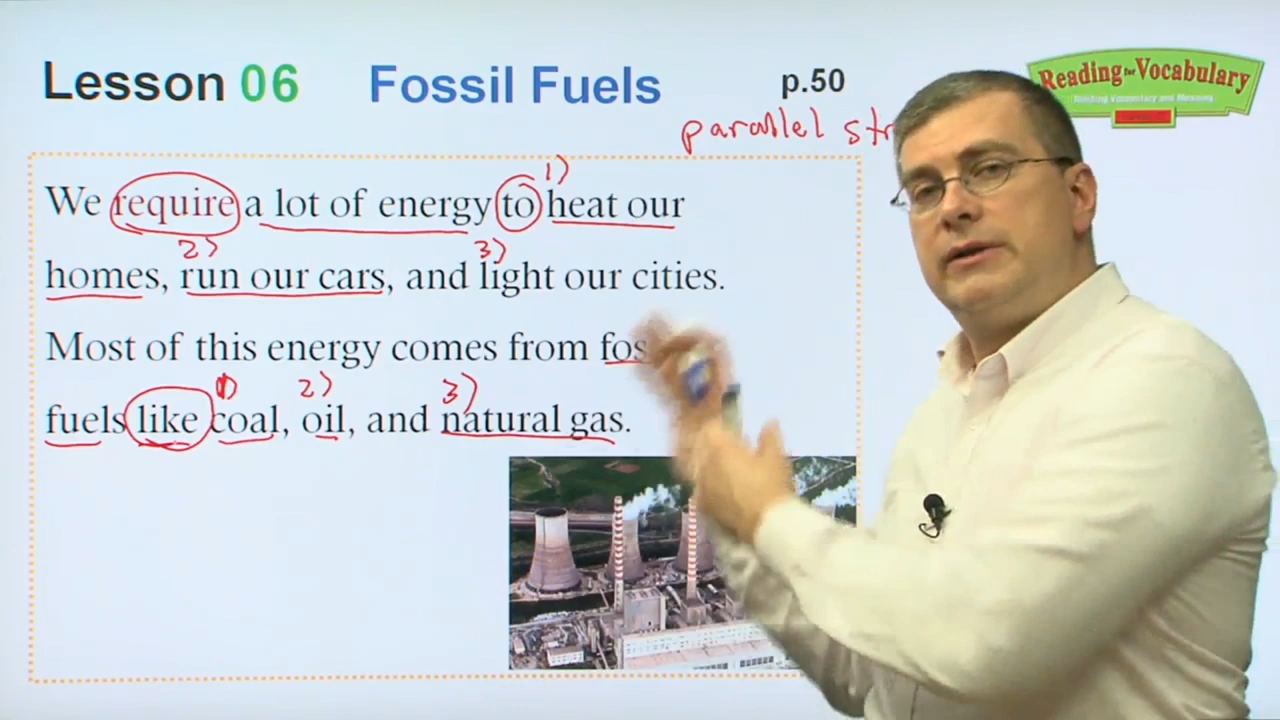 Lesson 06 Fossil Fuels p.50
Reading for Vocabulary
parallel
1)
We require a lot of energy to heat our
2) 3)
homes, run our cars, and light our cities.
Most of this energy comes from
1) 2) 3)
fuels like coal, oil, and natural gas.